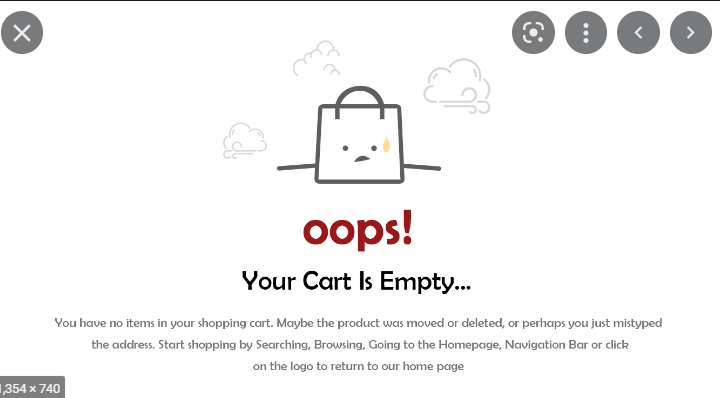 oops!
Your Cart Is Empty...
You have no items in your shopping cart. Maybe the product was moved or deleted, or perhaps you just mistyped
the address. Start shopping by Searching, Browsing, Going to the Homepage, Navigation Bar or click
on the logo to return to our home page
1,354 × 740